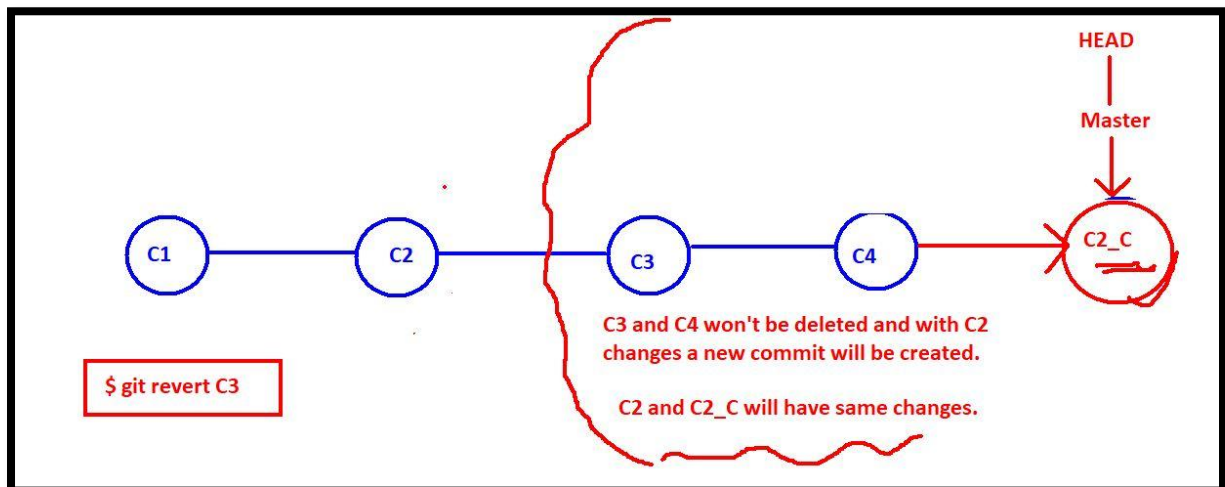 HEAD
Master
C1
C2
C3
C4
C2_C
C3 and C4 won't be deleted and with C2
changes a new commit will be created.
$ git revert C3
C2 and C2_C will have same changes.